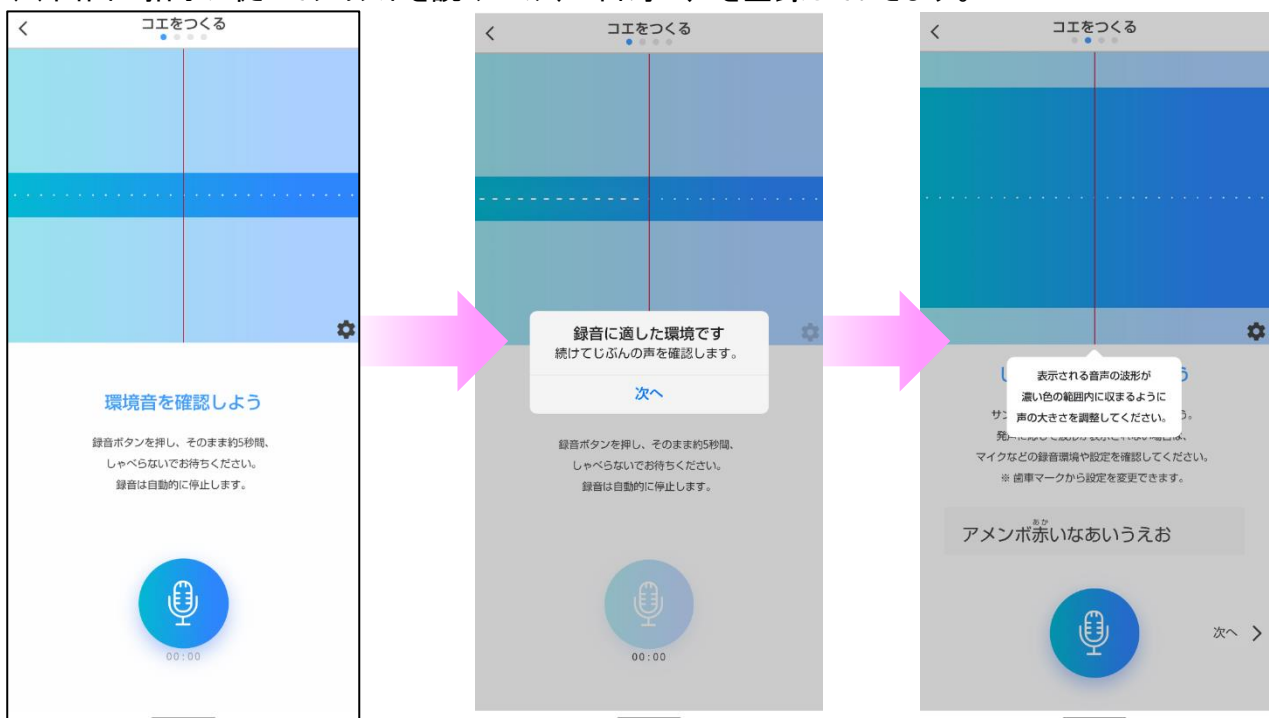 コエをつくる
環境音を確認しよう
録音ボタンを押し、そのまま約5秒間、
しゃべらないでお待ちください。
録音は自動的に停止します。
00:00
コエをつくる
録音に適した環境です
続けてじぶんの声を確認します。
次へ
録音ボタンを押し、そのまま約5秒間、
しゃべらないでお待ちください。
録音は自動的に停止します。
00:00
コエをつくる
表示される音声の波形が
濃い色の範囲内に収まるように
声の大きさを調整してください。
マイクなどの録音環境や設定を確認してください。
※ 歯車マークから設定を変更できます。
あか
アメンボ赤いなあいうえお
次へ